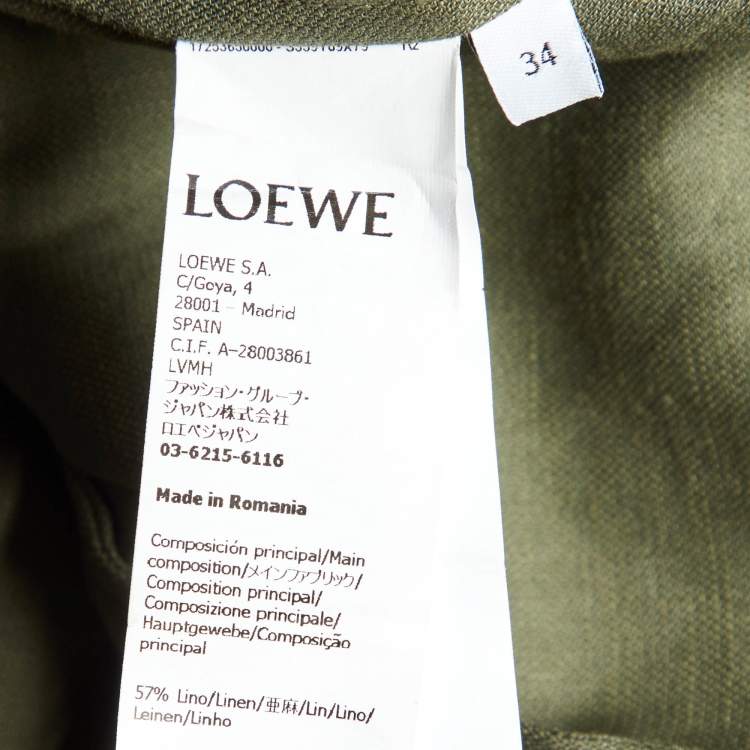 34
LOEWE
LOEWE S.A.
C/Goya, 4
28001 - Madrid
SPAIN
C.I.F. A-28003861
LVMH
ファッション・グループ・
ジャパン株式会社
ロエベジャパン
03-6215-6116
Made in Romania
Composición principal/Main
composition/メインファブリック/
Composition principal/
Composizione principale/
Hauptgewebe/Composição
principal
57% Lino/Linen/亜麻/Lin/Lino/
Leinen/Linho